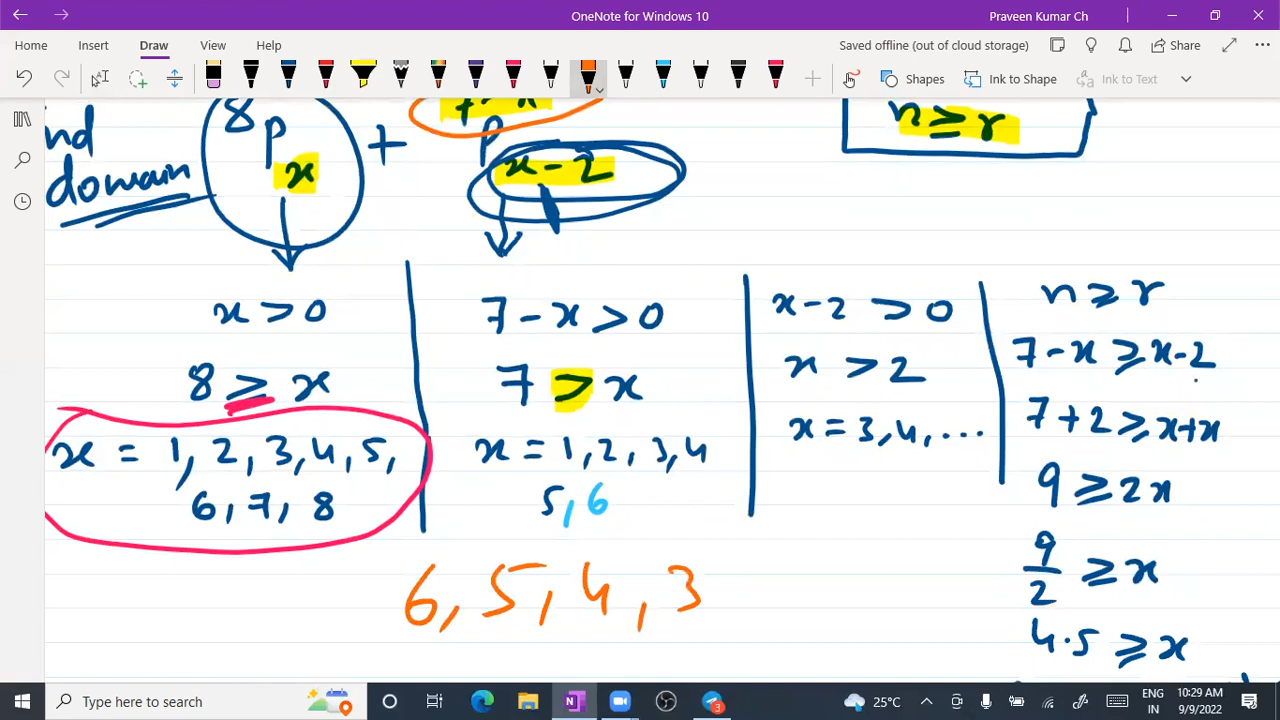 OneNote for Windows 10
Praveen Kumar Ch
Home Insert Draw View Help
Saved offline (out of cloud storage)
Share
Shapes
Ink to Shape
Ink to Text
nd
domain
8 P x + 7 - x P x - 2
n ≥ r
x > 0
8 ≥ x
x = 1, 2, 3, 4, 5,
6, 7, 8
7 - x > 0
7 > x
x = 1, 2, 3, 4
5, 6
x - 2 > 0
x > 2
x = 3, 4, ...
n ≥ r
7 - x ≥ x - 2
7 + 2 ≥ x + x
9 ≥ 2x
9/2 ≥ x
4.5 ≥ x
6, 5, 4, 3
Type here to search
3
25°C
ENG
IN
10:29 AM
9/9/2022